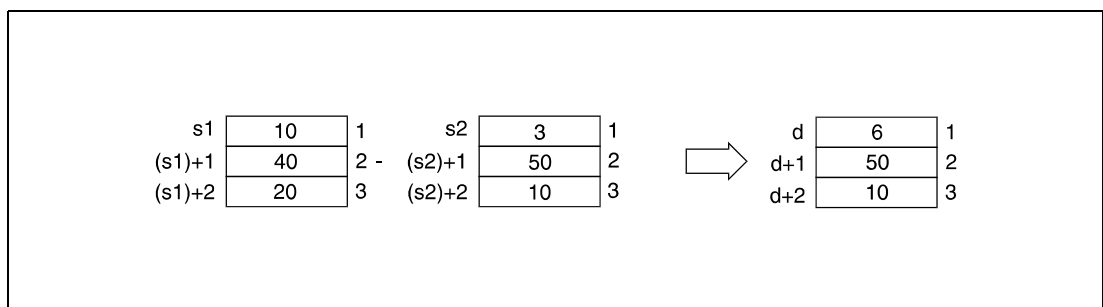 s1 10 1 s2 3 1 d 6 1
(s1)+1 40 2 - (s2)+1 50 2 d+1 50 2
(s1)+2 20 3 (s2)+2 10 3 d+2 10 3